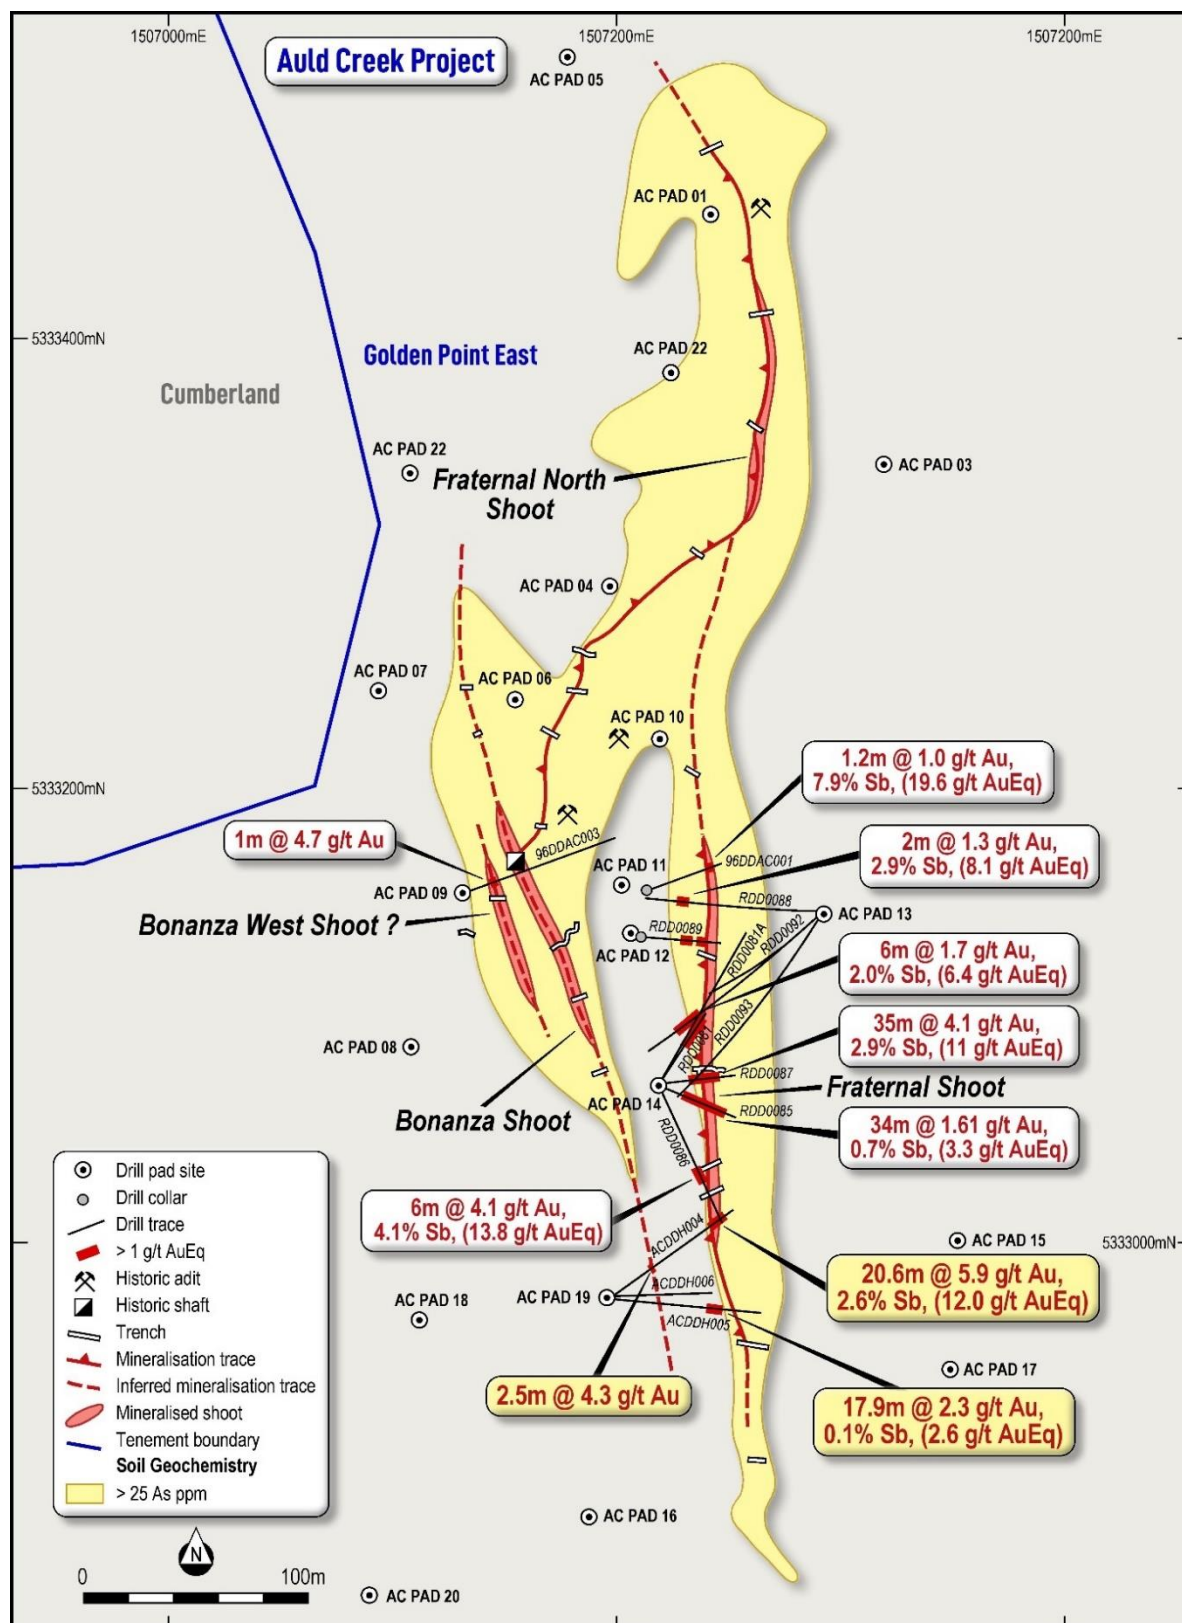 1507000mE
1507200mE
1507200mE
Auld Creek Project
AC PAD 05
AC PAD 01
5333400mN
Golden Point East
AC PAD 22
Cumberland
AC PAD 22
AC PAD 03
Fraternal North
Shoot
AC PAD 04
AC PAD 07
AC PAD 06
AC PAD 10
5333200mN
1.2m @ 1.0 g/t Au,
7.9% Sb, (19.6 g/t AuEq)
1m @ 4.7 g/t Au
96DDAC003
AC PAD 11
96DDAC001
2m @ 1.3 g/t Au,
2.9% Sb, (8.1 g/t AuEq)
AC PAD 09
RDD0088
AC PAD 13
Bonanza West Shoot ?
RDD0089
AC PAD 12
RDD0081A
RDD0092
6m @ 1.7 g/t Au,
2.0% Sb, (6.4 g/t AuEq)
RDD0081
RDD0093
35m @ 4.1 g/t Au,
2.9% Sb, (11 g/t AuEq)
AC PAD 08
RDD0087
Fraternal Shoot
AC PAD 14
RDD0085
Bonanza Shoot
34m @ 1.61 g/t Au,
0.7% Sb, (3.3 g/t AuEq)
RDD0086
6m @ 4.1 g/t Au,
4.1% Sb, (13.8 g/t AuEq)
ACDDH004
AC PAD 15
5333000mN
20.6m @ 5.9 g/t Au,
2.6% Sb, (12.0 g/t AuEq)
ACDDH006
AC PAD 19
AC PAD 18
ACDDH005
AC PAD 17
2.5m @ 4.3 g/t Au
17.9m @ 2.3 g/t Au,
0.1% Sb, (2.6 g/t AuEq)
AC PAD 16
AC PAD 20
Drill pad site
Drill collar
Drill trace
> 1 g/t AuEq
Historic adit
Historic shaft
Trench
Mineralisation trace
Inferred mineralisation trace
Mineralised shoot
Tenement boundary
Soil Geochemistry
> 25 As ppm
N
0 100m